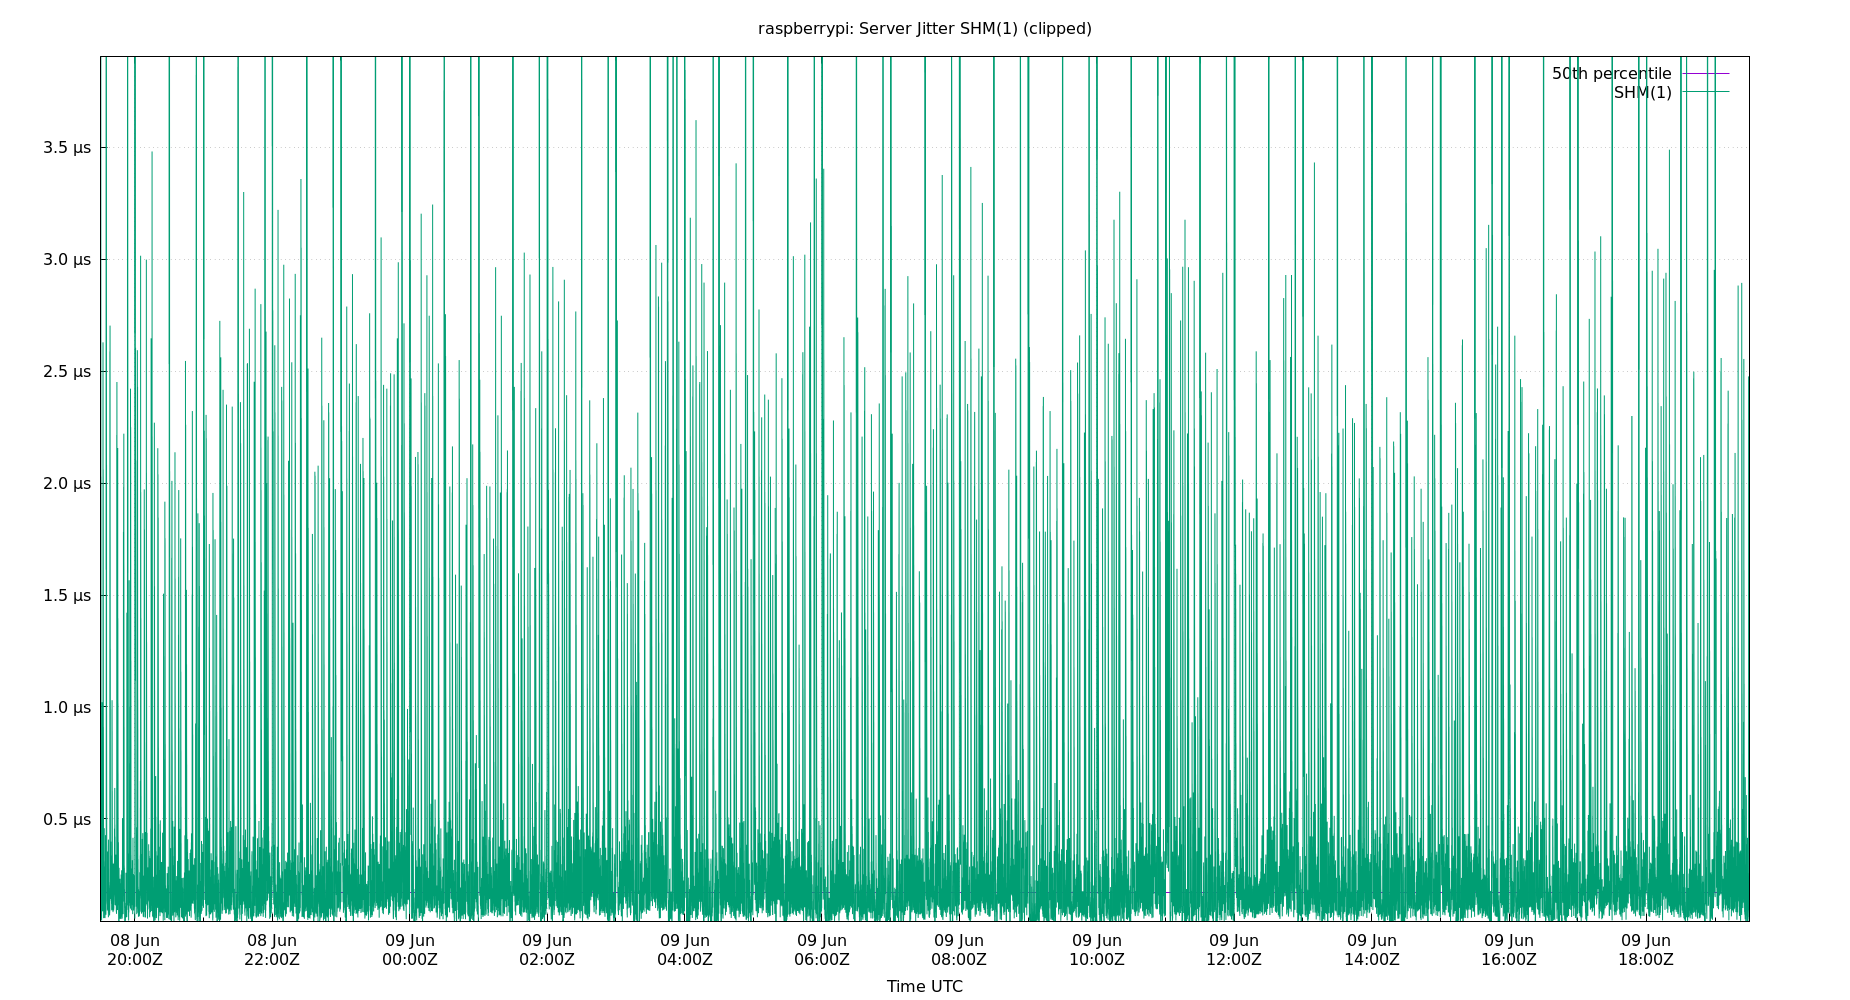 raspberrypi: Server Jitter SHM(1) (clipped)
50th percentile
SHM(1)
3.5 µs
3.0 µs
2.5 µs
2.0 µs
1.5 µs
1.0 µs
0.5 µs
08 Jun 08 Jun 09 Jun 09 Jun 09 Jun 09 Jun 09 Jun 09 Jun 09 Jun 09 Jun 09 Jun 09 Jun
20:00Z 22:00Z 00:00Z 02:00Z 04:00Z 06:00Z 08:00Z 10:00Z 12:00Z 14:00Z 16:00Z 18:00Z
Time UTC